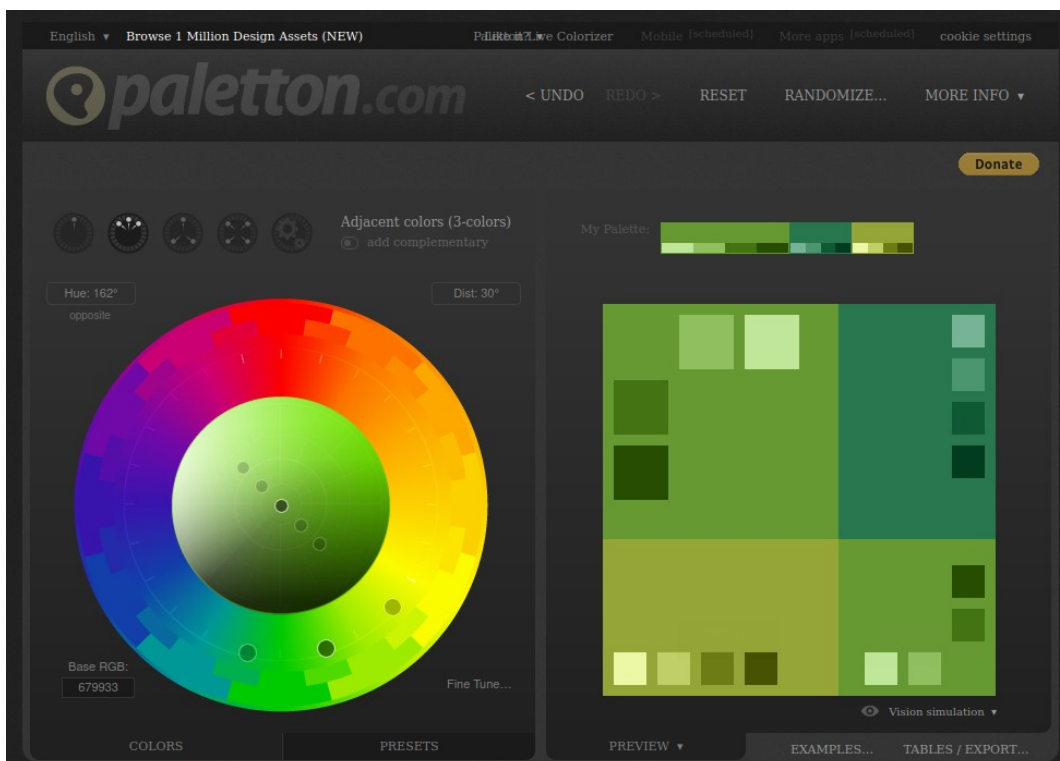 English ▾ Browse 1 Million Design Assets (NEW) Mobile [scheduled] More apps [scheduled] cookie settings
paletton.com < UNDO REDO > RESET RANDOMIZE... MORE INFO ▾
Donate
Adjacent colors (3-colors)
add complementary
My Palette:
Hue: 162° Dist: 30°
opposite
Base RGB:
679933
Fine Tune...
Vision simulation ▾
COLORS PRESETS PREVIEW ▾ EXAMPLES... TABLES / EXPORT...